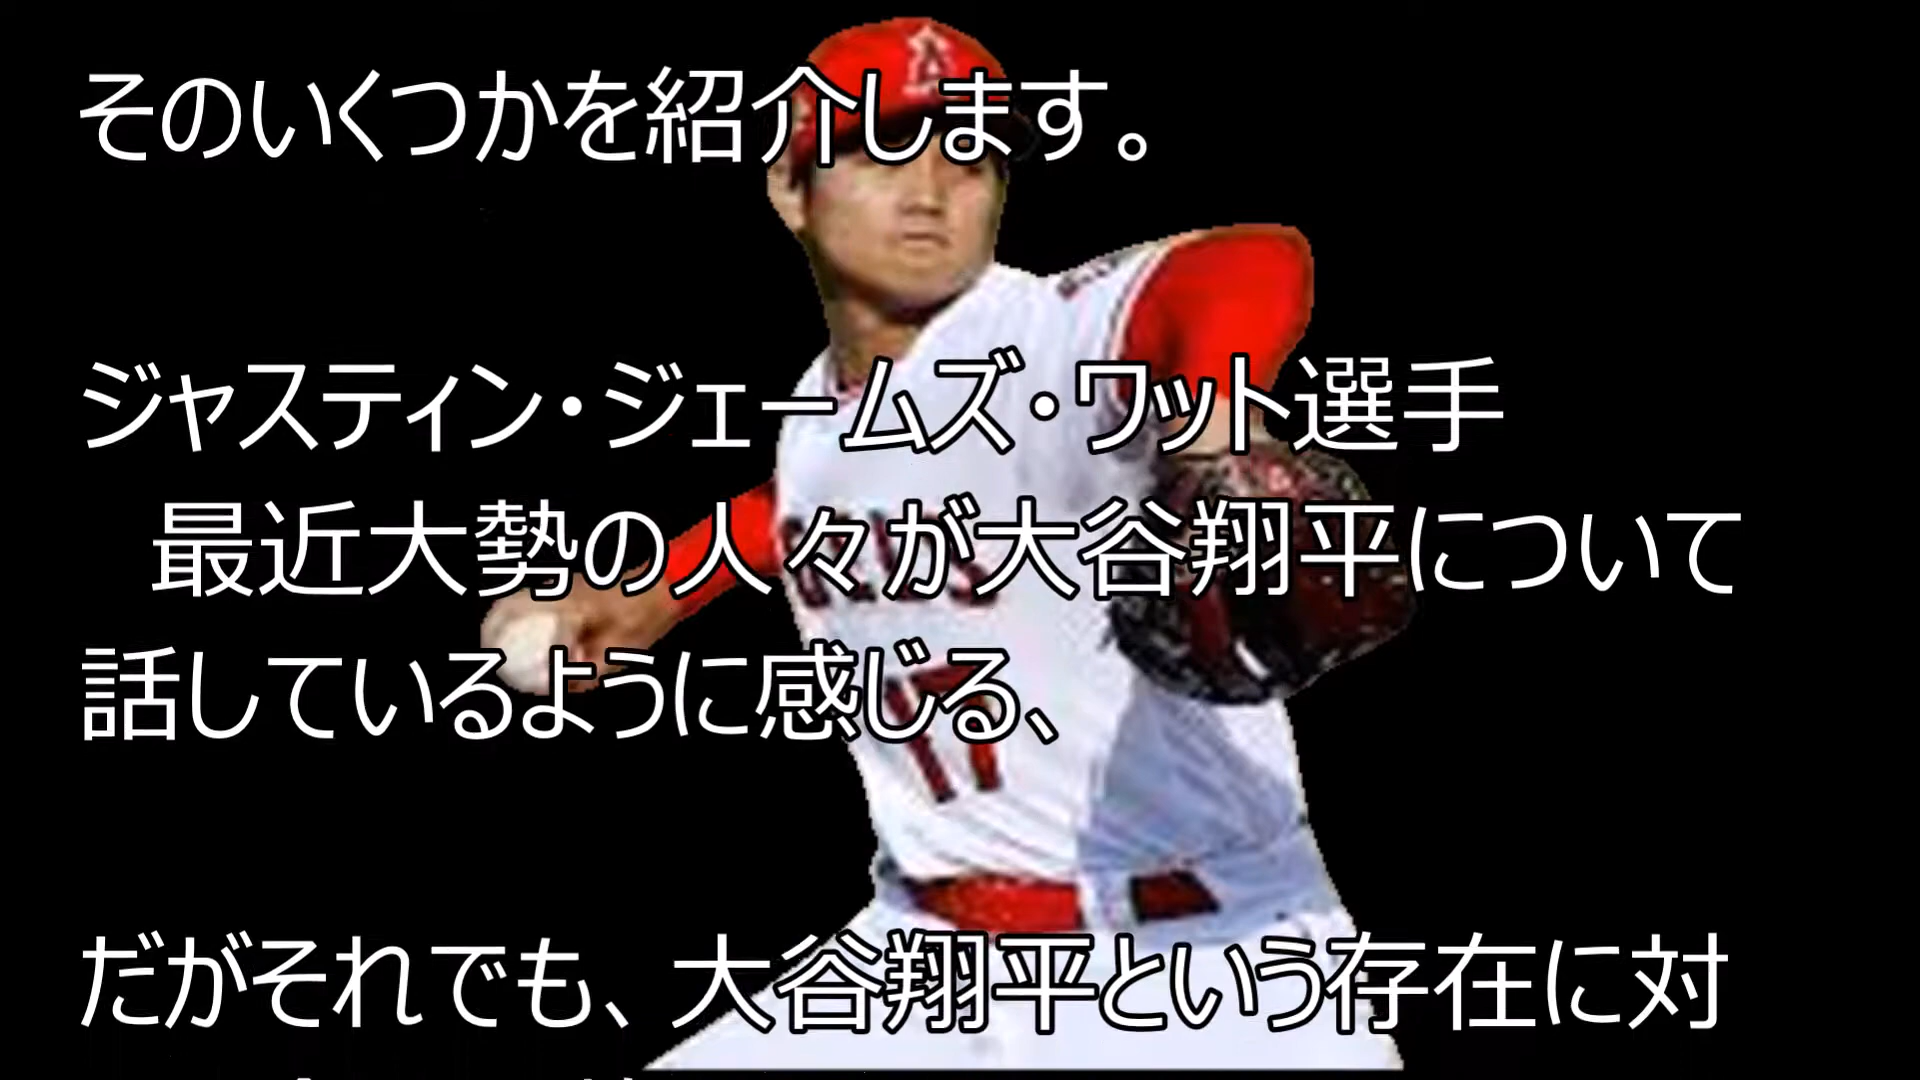 そのいくつかを紹介します。
ジャスティン・ジェームズ・ワット選手
最近大勢の人々が大谷翔平について
話しているように感じる、
だがそれでも、大谷翔平という存在に対
A
17